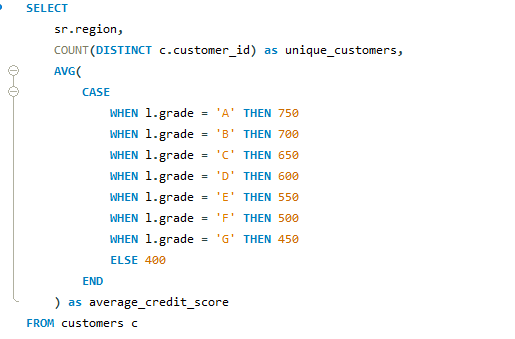 SELECT
sr.region,
COUNT(DISTINCT c.customer_id) as unique_customers,
AVG(
CASE
WHEN l.grade = 'A' THEN 750
WHEN l.grade = 'B' THEN 700
WHEN l.grade = 'C' THEN 650
WHEN l.grade = 'D' THEN 600
WHEN l.grade = 'E' THEN 550
WHEN l.grade = 'F' THEN 500
WHEN l.grade = 'G' THEN 450
ELSE 400
END
) as average_credit_score
FROM customers c